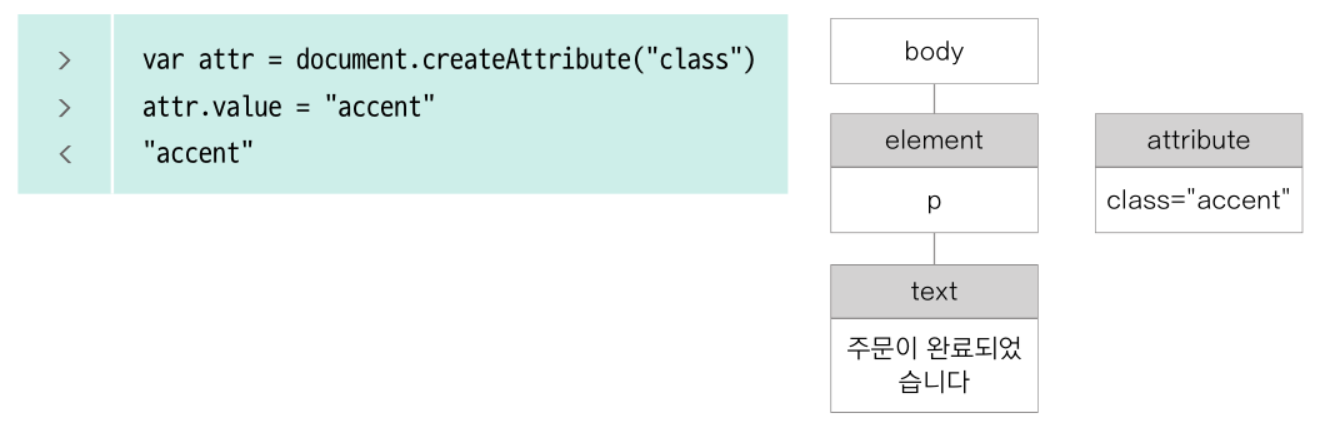 > var attr = document.createAttribute("class")
> attr.value = "accent"
< "accent"
body
element
p
text
주문이 완료되었
습니다
attribute
class="accent"